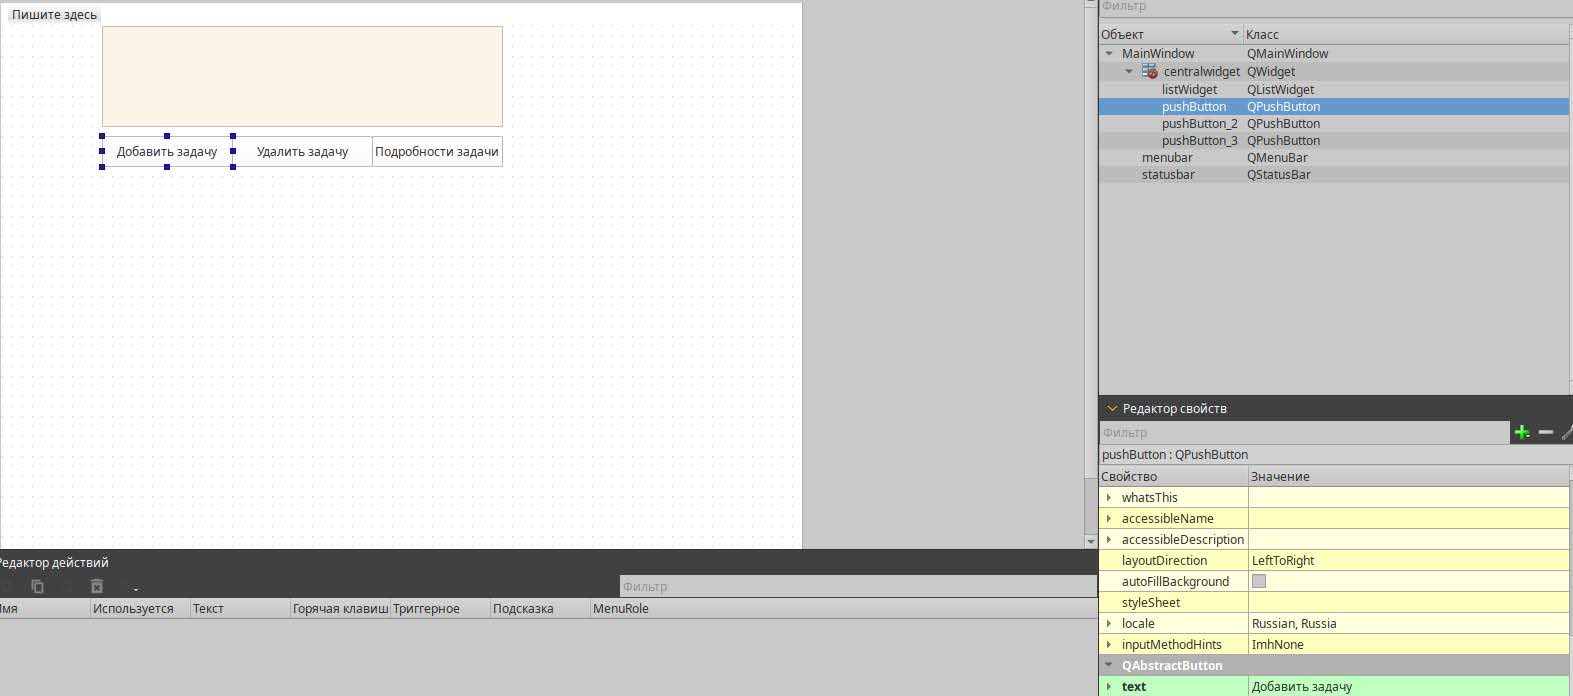 Пишите здесь
Добавить задачу
Удалить задачу
Подробности задачи
Фильтр
Объект Класс
MainWindow QMainWindow
centralwidget QWidget
listWidget QListWidget
pushButton QPushButton
pushButton_2 QPushButton
pushButton_3 QPushButton
menubar QMenuBar
statusbar QStatusBar
Редактор свойств
Фильтр
pushButton : QPushButton
Свойство Значение
whatsThis
accessibleName
accessibleDescription
layoutDirection LeftToRight
autoFillBackground
styleSheet
locale Russian, Russia
inputMethodHints ImhNone
QAbstractButton
text Добавить задачу
Редактор действий
Фильтр
Имя Используется Текст Горячая клавиш Триггерное Подсказка MenuRole